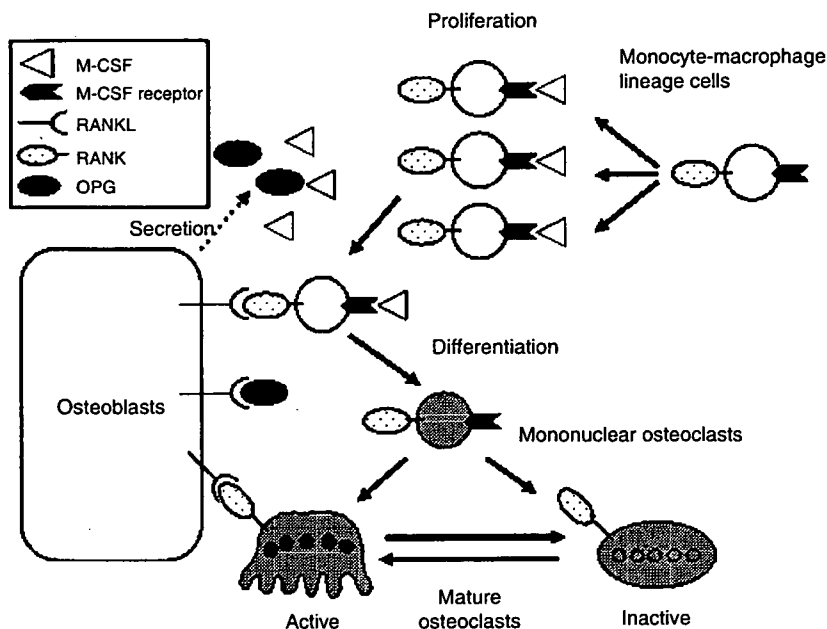 M-CSF
M-CSF receptor
RANKL
RANK
OPG
Proliferation
Monocyte-macrophage
lineage cells
Secretion
Osteoblasts
Differentiation
Mononuclear osteoclasts
Active
Mature
osteoclasts
Inactive